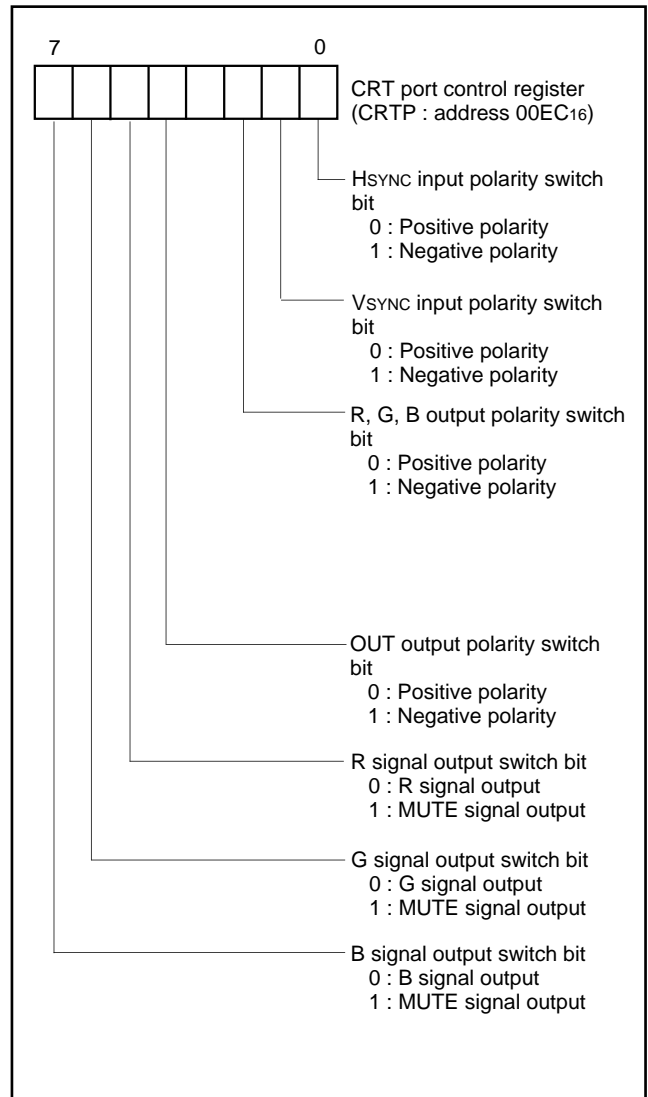 7 0
CRT port control register
(CRTP : address 00EC16)
HSYNC input polarity switch
bit
0 : Positive polarity
1 : Negative polarity
VSYNC input polarity switch
bit
0 : Positive polarity
1 : Negative polarity
R, G, B output polarity switch
bit
0 : Positive polarity
1 : Negative polarity
OUT output polarity switch
bit
0 : Positive polarity
1 : Negative polarity
R signal output switch bit
0 : R signal output
1 : MUTE signal output
G signal output switch bit
0 : G signal output
1 : MUTE signal output
B signal output switch bit
0 : B signal output
1 : MUTE signal output